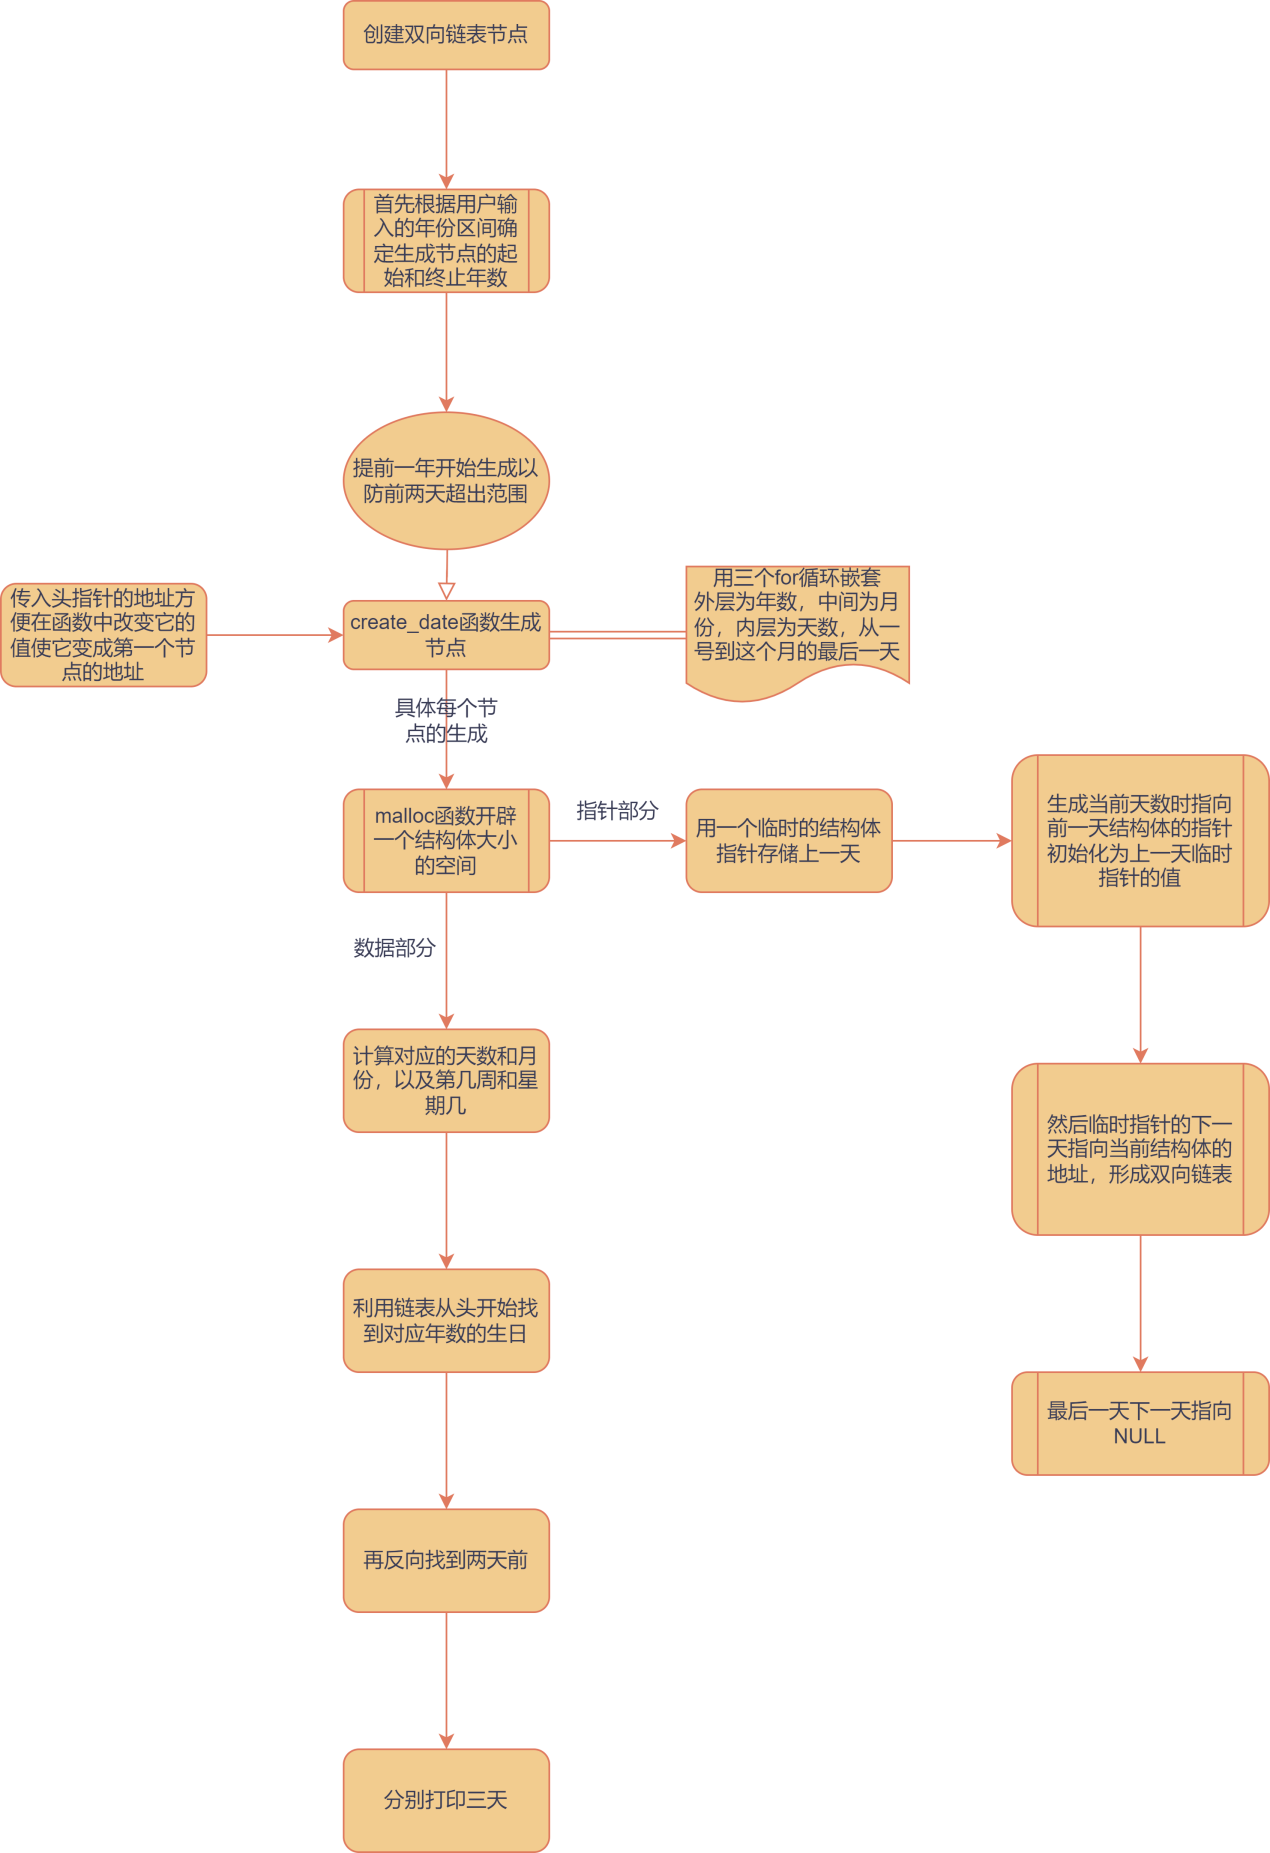 创建双向链表节点
首先根据用户输
入的年份区间确
定生成节点的起
始和终止年数
提前一年开始生成以
防前两天超出范围
传入头指针的地址方
便在函数中改变它的
值使它变成第一个节
点的地址
create_date函数生成
节点
用三个for循环嵌套
外层为年数，中间为月
份，内层为天数，从一
号到这个月的最后一天
具体每个节
点的生成
malloc函数开辟
一个结构体大小
的空间
指针部分
用一个临时的结构体
指针存储上一天
生成当前天数时指向
前一天结构体的指针
初始化为上一天临时
指针的值
数据部分
计算对应的天数和月
份，以及第几周和星
期几
然后临时指针的下一
天指向当前结构体的
地址，形成双向链表
利用链表从头开始找
到对应年数的生日
最后一天下一天指向
NULL
再反向找到两天前
分别打印三天